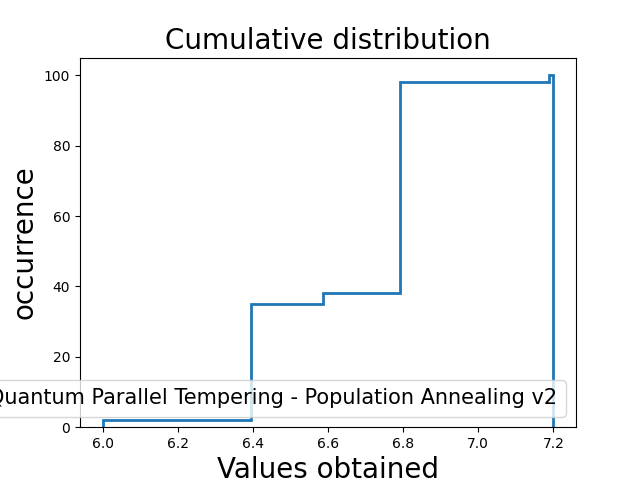 Cumulative distribution
100
80
60
40
20
0
occurrence
Quantum Parallel Tempering - Population Annealing v2
6.0 6.2 6.4 6.6 6.8 7.0 7.2
Values obtained